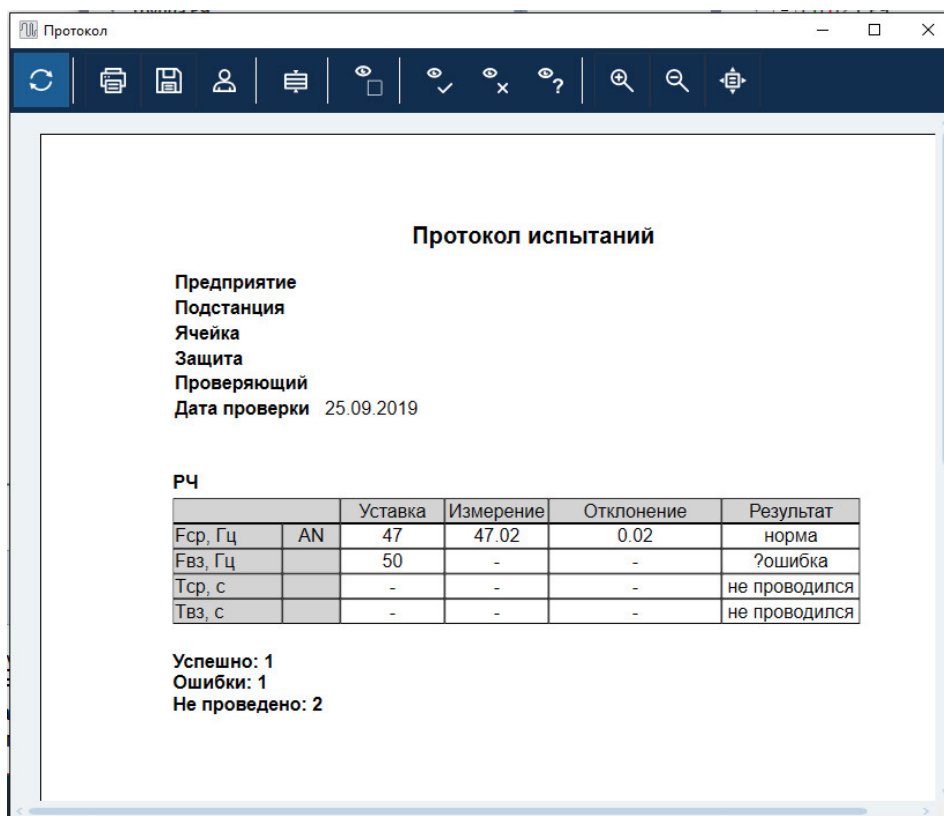 Протокол
Протокол испытаний
Предприятие
Подстанция
Ячейка
Защита
Проверяющий
Дата проверки 25.09.2019
РЧ
Уставка Измерение Отклонение Результат
Fср, Гц AN 47 47.02 0.02 норма
Fвз, Гц 50 - - ?ошибка
Тср, с - - - не проводился
Твз, с - - - не проводился
Успешно: 1
Ошибки: 1
Не проведено: 2